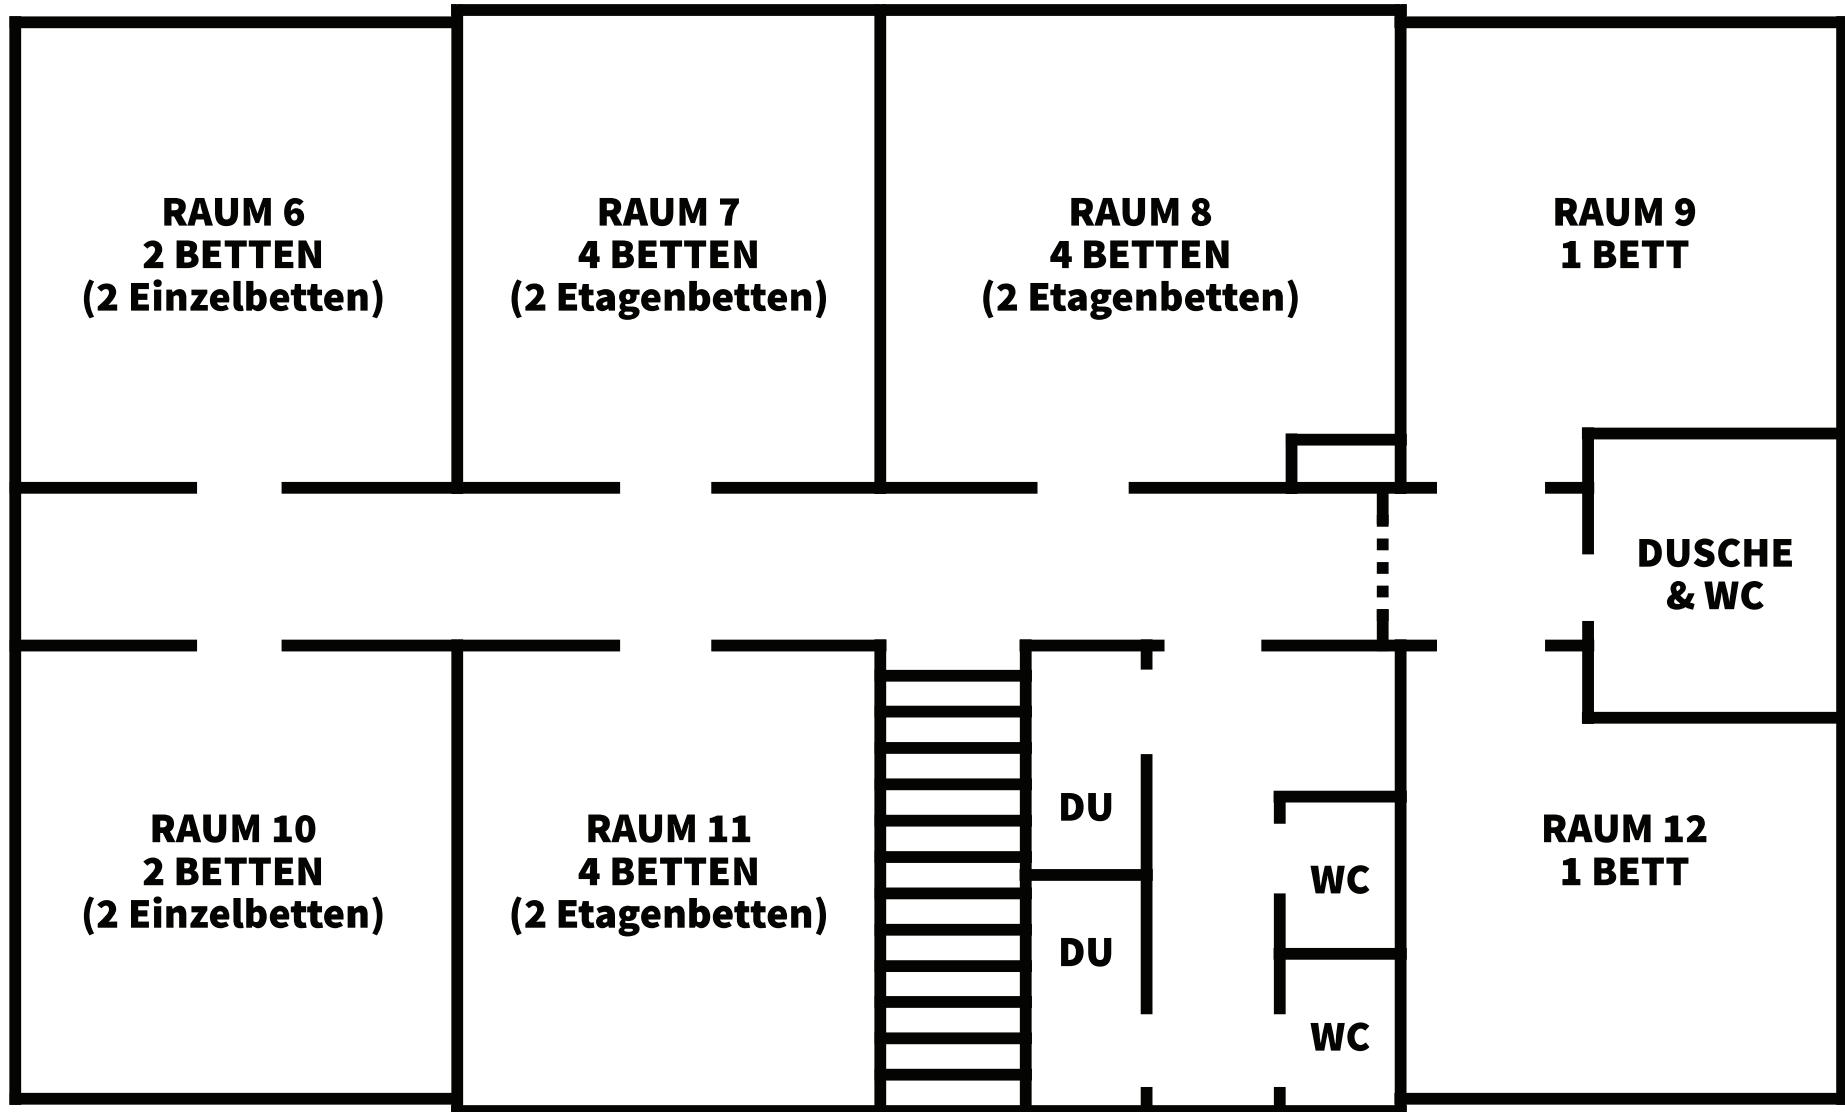 RAUM 6
2 BETTEN
(2 Einzelbetten)
RAUM 7
4 BETTEN
(2 Etagenbetten)
RAUM 8
4 BETTEN
(2 Etagenbetten)
RAUM 9
1 BETT
DUSCHE
& WC
RAUM 10
2 BETTEN
(2 Einzelbetten)
RAUM 11
4 BETTEN
(2 Etagenbetten)
DU
DU
WC
WC
RAUM 12
1 BETT